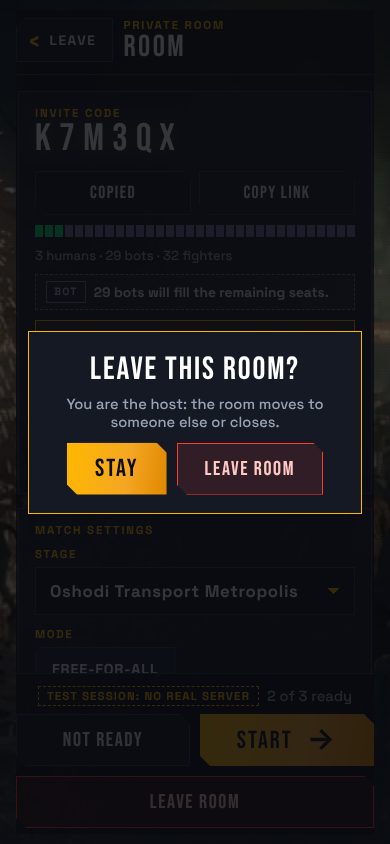 < LEAVE
PRIVATE ROOM
ROOM
INVITE CODE
K7M3QX
COPIED
COPY LINK
3 humans · 29 bots · 32 fighters
BOT 29 bots will fill the remaining seats.
LEAVE THIS ROOM?
You are the host: the room moves to
someone else or closes.
STAY
LEAVE ROOM
MATCH SETTINGS
STAGE
Oshodi Transport Metropolis
MODE
FREE-FOR-ALL
TEST SESSION: NO REAL SERVER 2 of 3 ready
NOT READY
START →
LEAVE ROOM